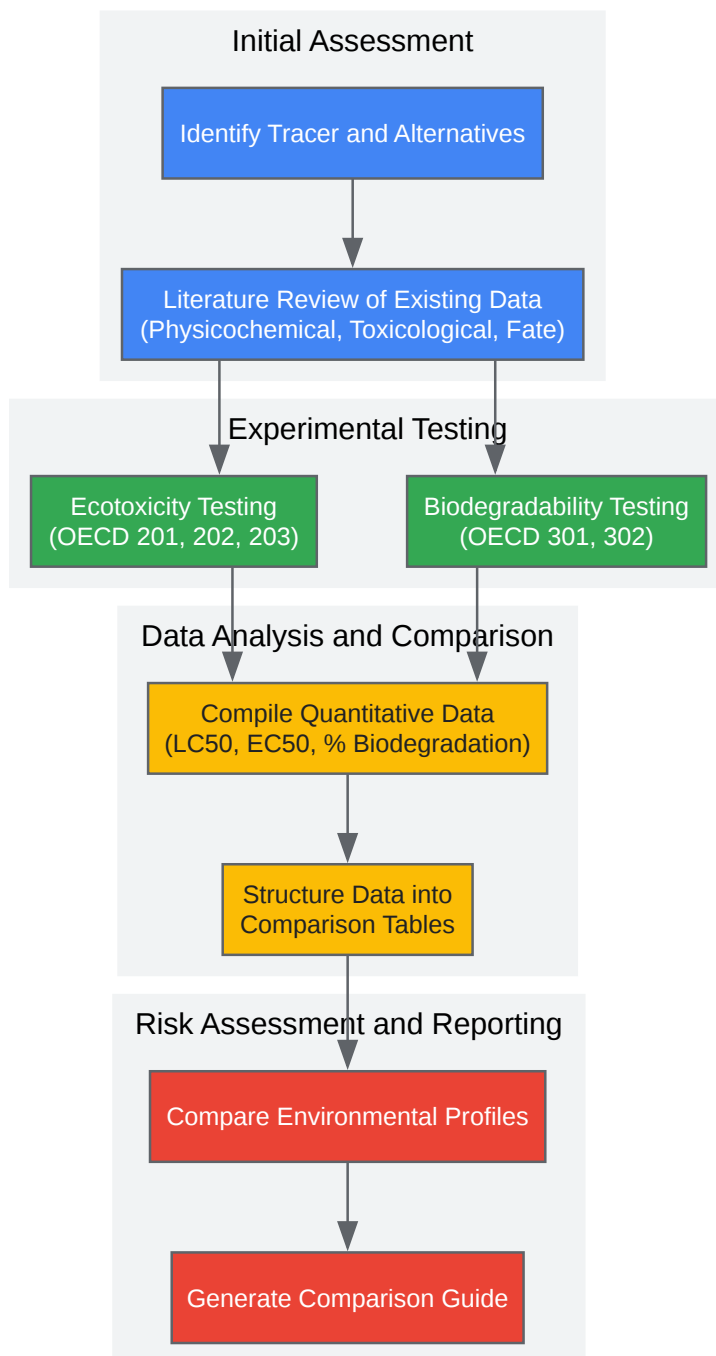 Initial Assessment
Identify Tracer and Alternatives
Literature Review of Existing Data
(Physicochemical, Toxicological, Fate)
Experimental Testing
Ecotoxicity Testing
(OECD 201, 202, 203)
Biodegradability Testing
(OECD 301, 302)
Data Analysis and Comparison
Compile Quantitative Data
(LC50, EC50, % Biodegradation)
Structure Data into
Comparison Tables
Risk Assessment and Reporting
Compare Environmental Profiles
Generate Comparison Guide